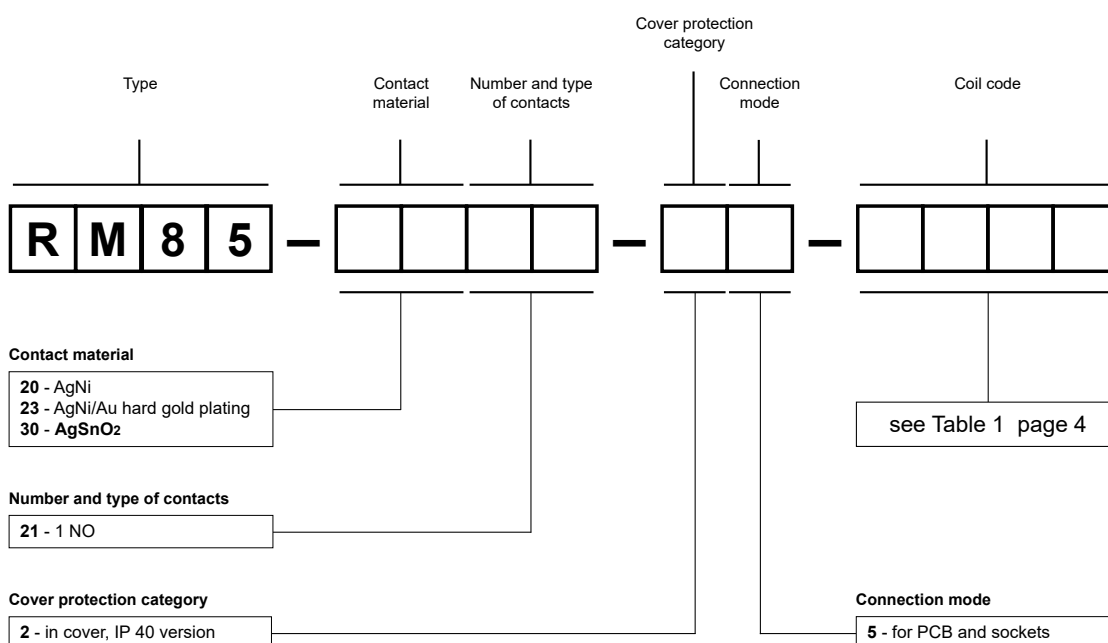 Cover protection
category
Type
Contact
material
Number and type
of contacts
Connection
mode
Coil code
RM85 – – –
Contact material
20 - AgNi
23 - AgNi/Au hard gold plating
30 - AgSnO2
see Table 1 page 4
Number and type of contacts
21 - 1 NO
Cover protection category
2 - in cover, IP 40 version
Connection mode
5 - for PCB and sockets